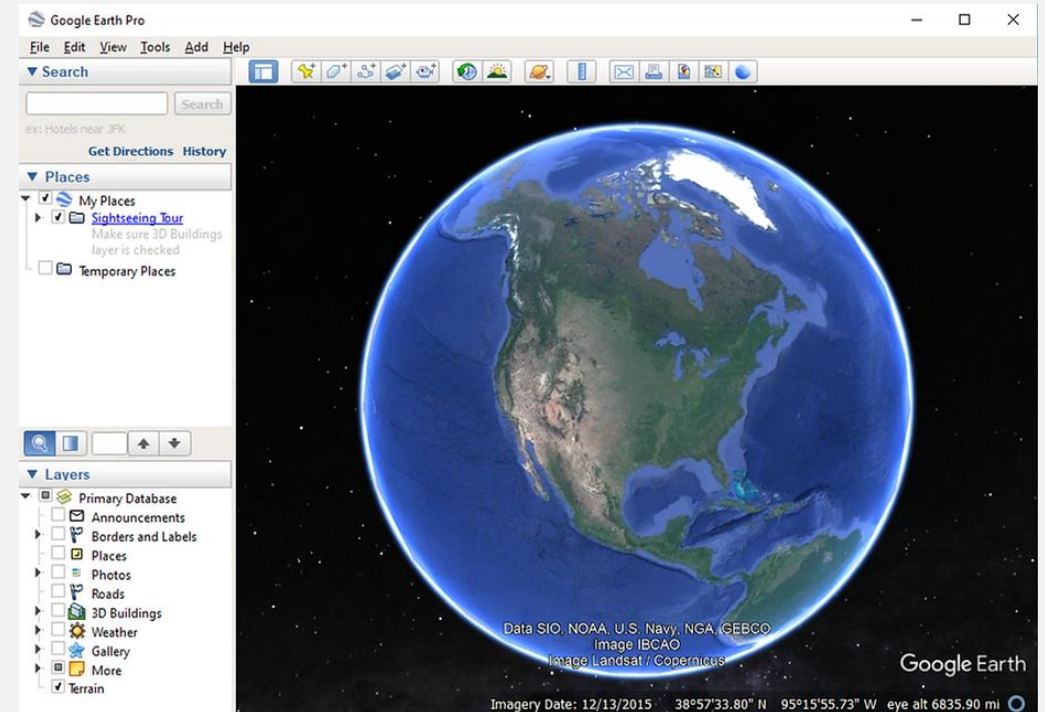 Google Earth Pro
File Edit View Tools Add Help
Search
Search
ex: Hotels near JFK
Get Directions History
Places
My Places
Sightseeing Tour
Make sure 3D Buildings
layer is checked
Temporary Places
Layers
Primary Database
Announcements
Borders and Labels
Places
Photos
Roads
3D Buildings
Weather
Gallery
More
Terrain
Data SIO, NOAA, U.S. Navy, NGA, GEBCO
Image IBCAO
Image Landsat / Copernicus
Google Earth
Imagery Date: 12/13/2015 38°57'33.80" N 95°15'55.73" W eye alt 6835.90 mi